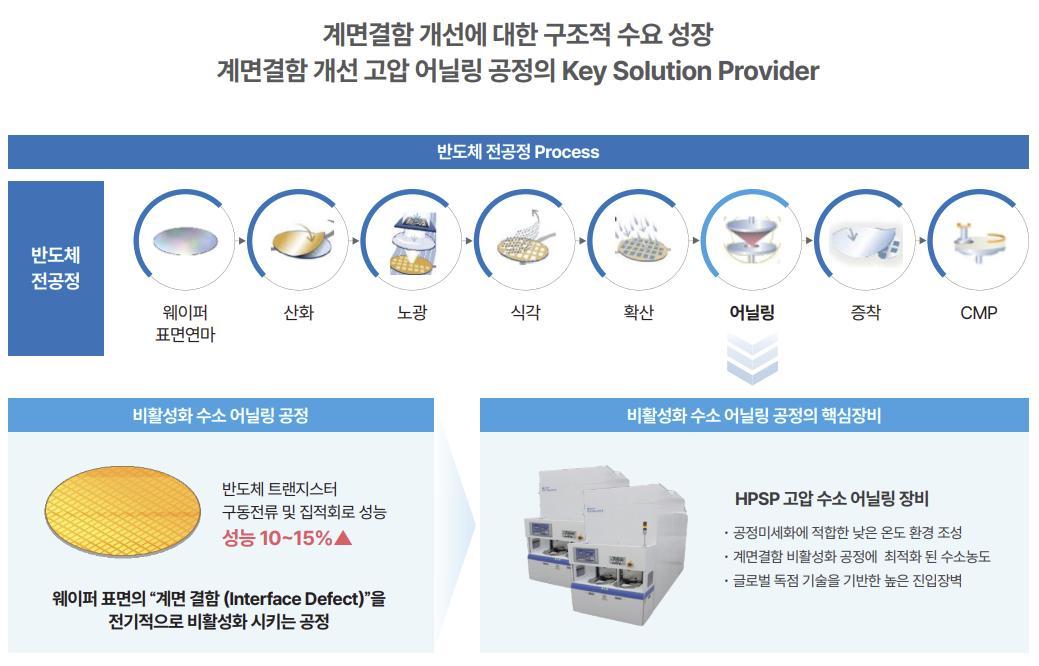 계면결함 개선에 대한 구조적 수요 성장
계면결함 개선 고압 어닐링 공정의 Key Solution Provider
반도체 전공정 Process
반도체
전공정
웨이퍼
표면연마
산화
노광
식각
확산
어닐링
증착
CMP
비활성화 수소 어닐링 공정
반도체 트랜지스터
구동전류 및 집적회로 성능
성능 10~15%▲
웨이퍼 표면의 “계면 결함 (Interface Defect)”을
전기적으로 비활성화 시키는 공정
비활성화 수소 어닐링 공정의 핵심장비
HPSP 고압 수소 어닐링 장비
· 공정미세화에 적합한 낮은 온도 환경 조성
· 계면결함 비활성화 공정에 최적화 된 수소농도
· 글로벌 독점 기술을 기반한 높은 진입장벽